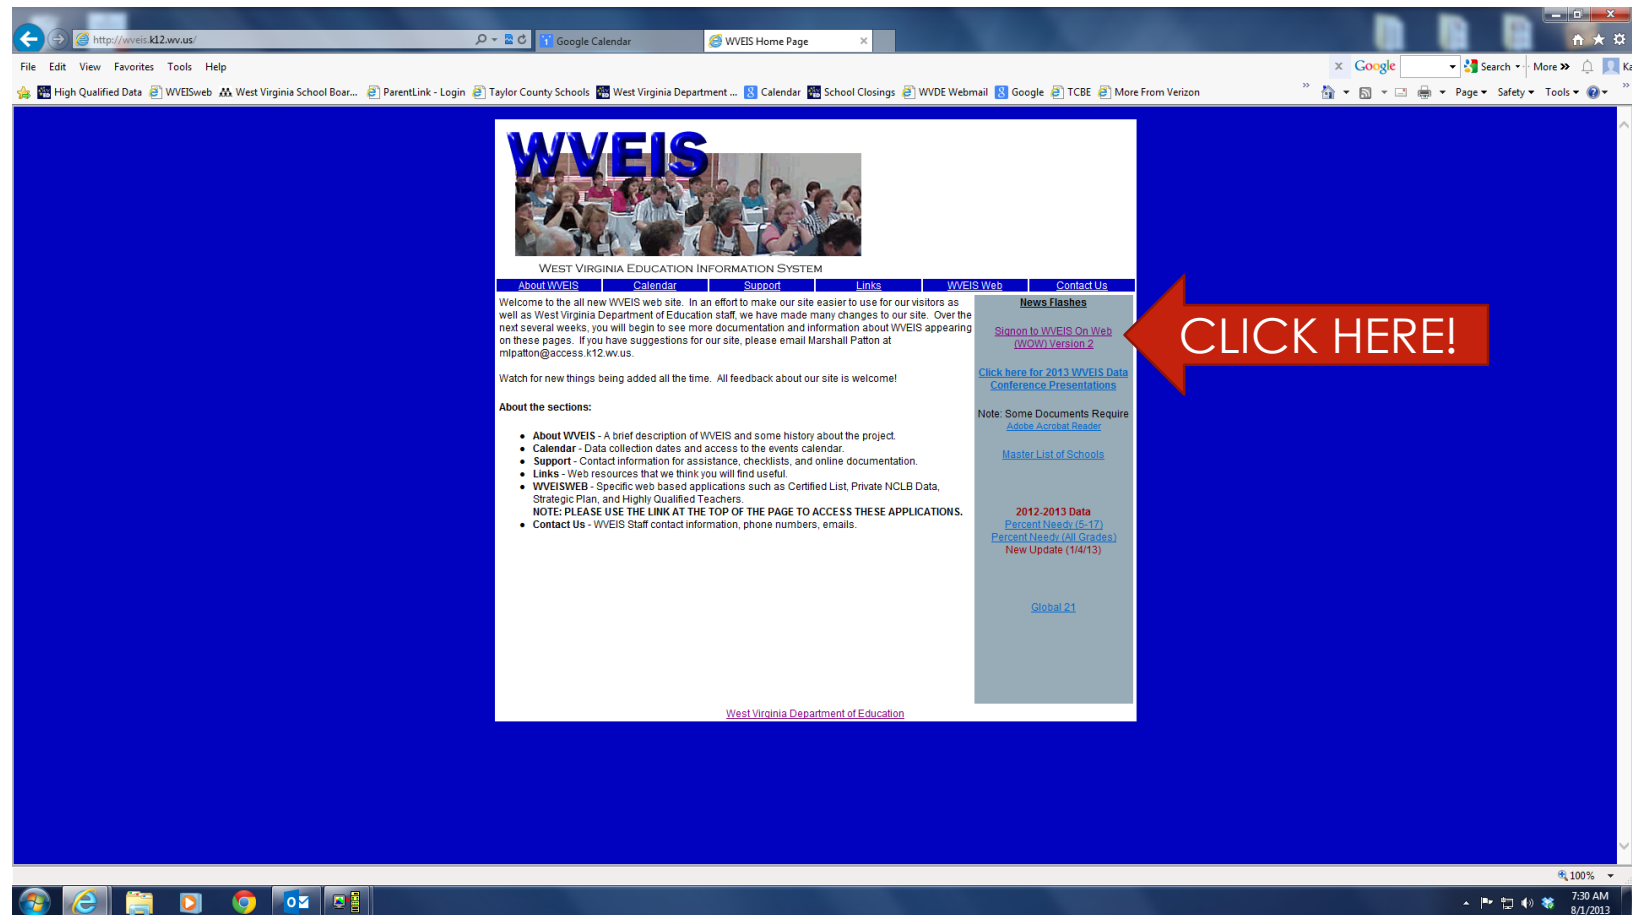 http://wveis.k12.wv.us/
Google Calendar
WVEIS Home Page
File Edit View Favorites Tools Help
Google
Search
More »
High Qualified Data
WVEISweb
West Virginia School Boar...
ParentLink - Login
Taylor County Schools
West Virginia Depart­ment ...
Calendar
School Closings
WVDE Webmail
Google
TCBE
More From Verizon
Page Safety Tools
WVEIS
WEST VIRGINIA EDUCATION INFORMATION SYSTEM
About WVEIS Calendar Support Links WVEIS Web Contact Us
Welcome to the all new WVEIS web site. In an effort to make our site easier to use for our visitors as
well as West Virginia Department of Education staff, we have made many changes to our site. Over the
next several weeks, you will begin to see more documentation and information about WVEIS appearing
on these pages. If you have suggestions for our site, please email Marshall Patton at
mlpatton@access.k12.wv.us.
Watch for new things being added all the time. All feedback about our site is welcome!
About the sections:
• About WVEIS - A brief description of WVEIS and some history about the project.
• Calendar - Data collection dates and access to the events calendar.
• Support - Contact information for assistance, checklists, and online documentation.
• Links - Web resources that we think you will find useful.
• WVEISWEB - Specific web based applications such as Certified List, Private NCLB Data,
Strategic Plan, and Highly Qualified Teachers.
NOTE: PLEASE USE THE LINK AT THE TOP OF THE PAGE TO ACCESS THESE APPLICATIONS.
• Contact Us - WVEIS Staff contact information, phone numbers, emails.
News Flashes
Signon to WVEIS On Web
(WOW) Version 2
Click here for 2013 WVEIS Data
Conference Presentations
Note: Some Documents Require
Adobe Acrobat Reader
Master List of Schools
2012-2013 Data
Percent Needy (5-17)
Percent Needy (All Grades)
New Update (1/4/13)
Global 21
CLICK HERE!
West Virginia Department of Education
100%
7:30 AM
8/1/2013